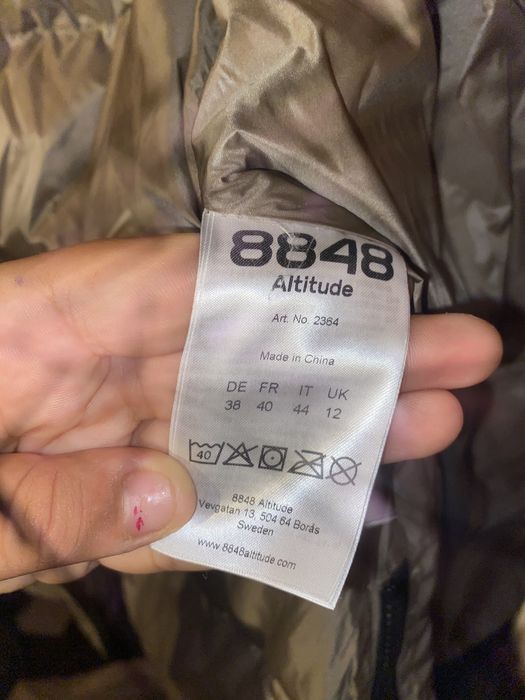 8848
Altitude
Art. No. 2364
Made in China
DE FR IT UK
38 40 44 12
40
8848 Altitude
Vevgatan 13, 504 64 Borås
Sweden
www.8848altitude.com